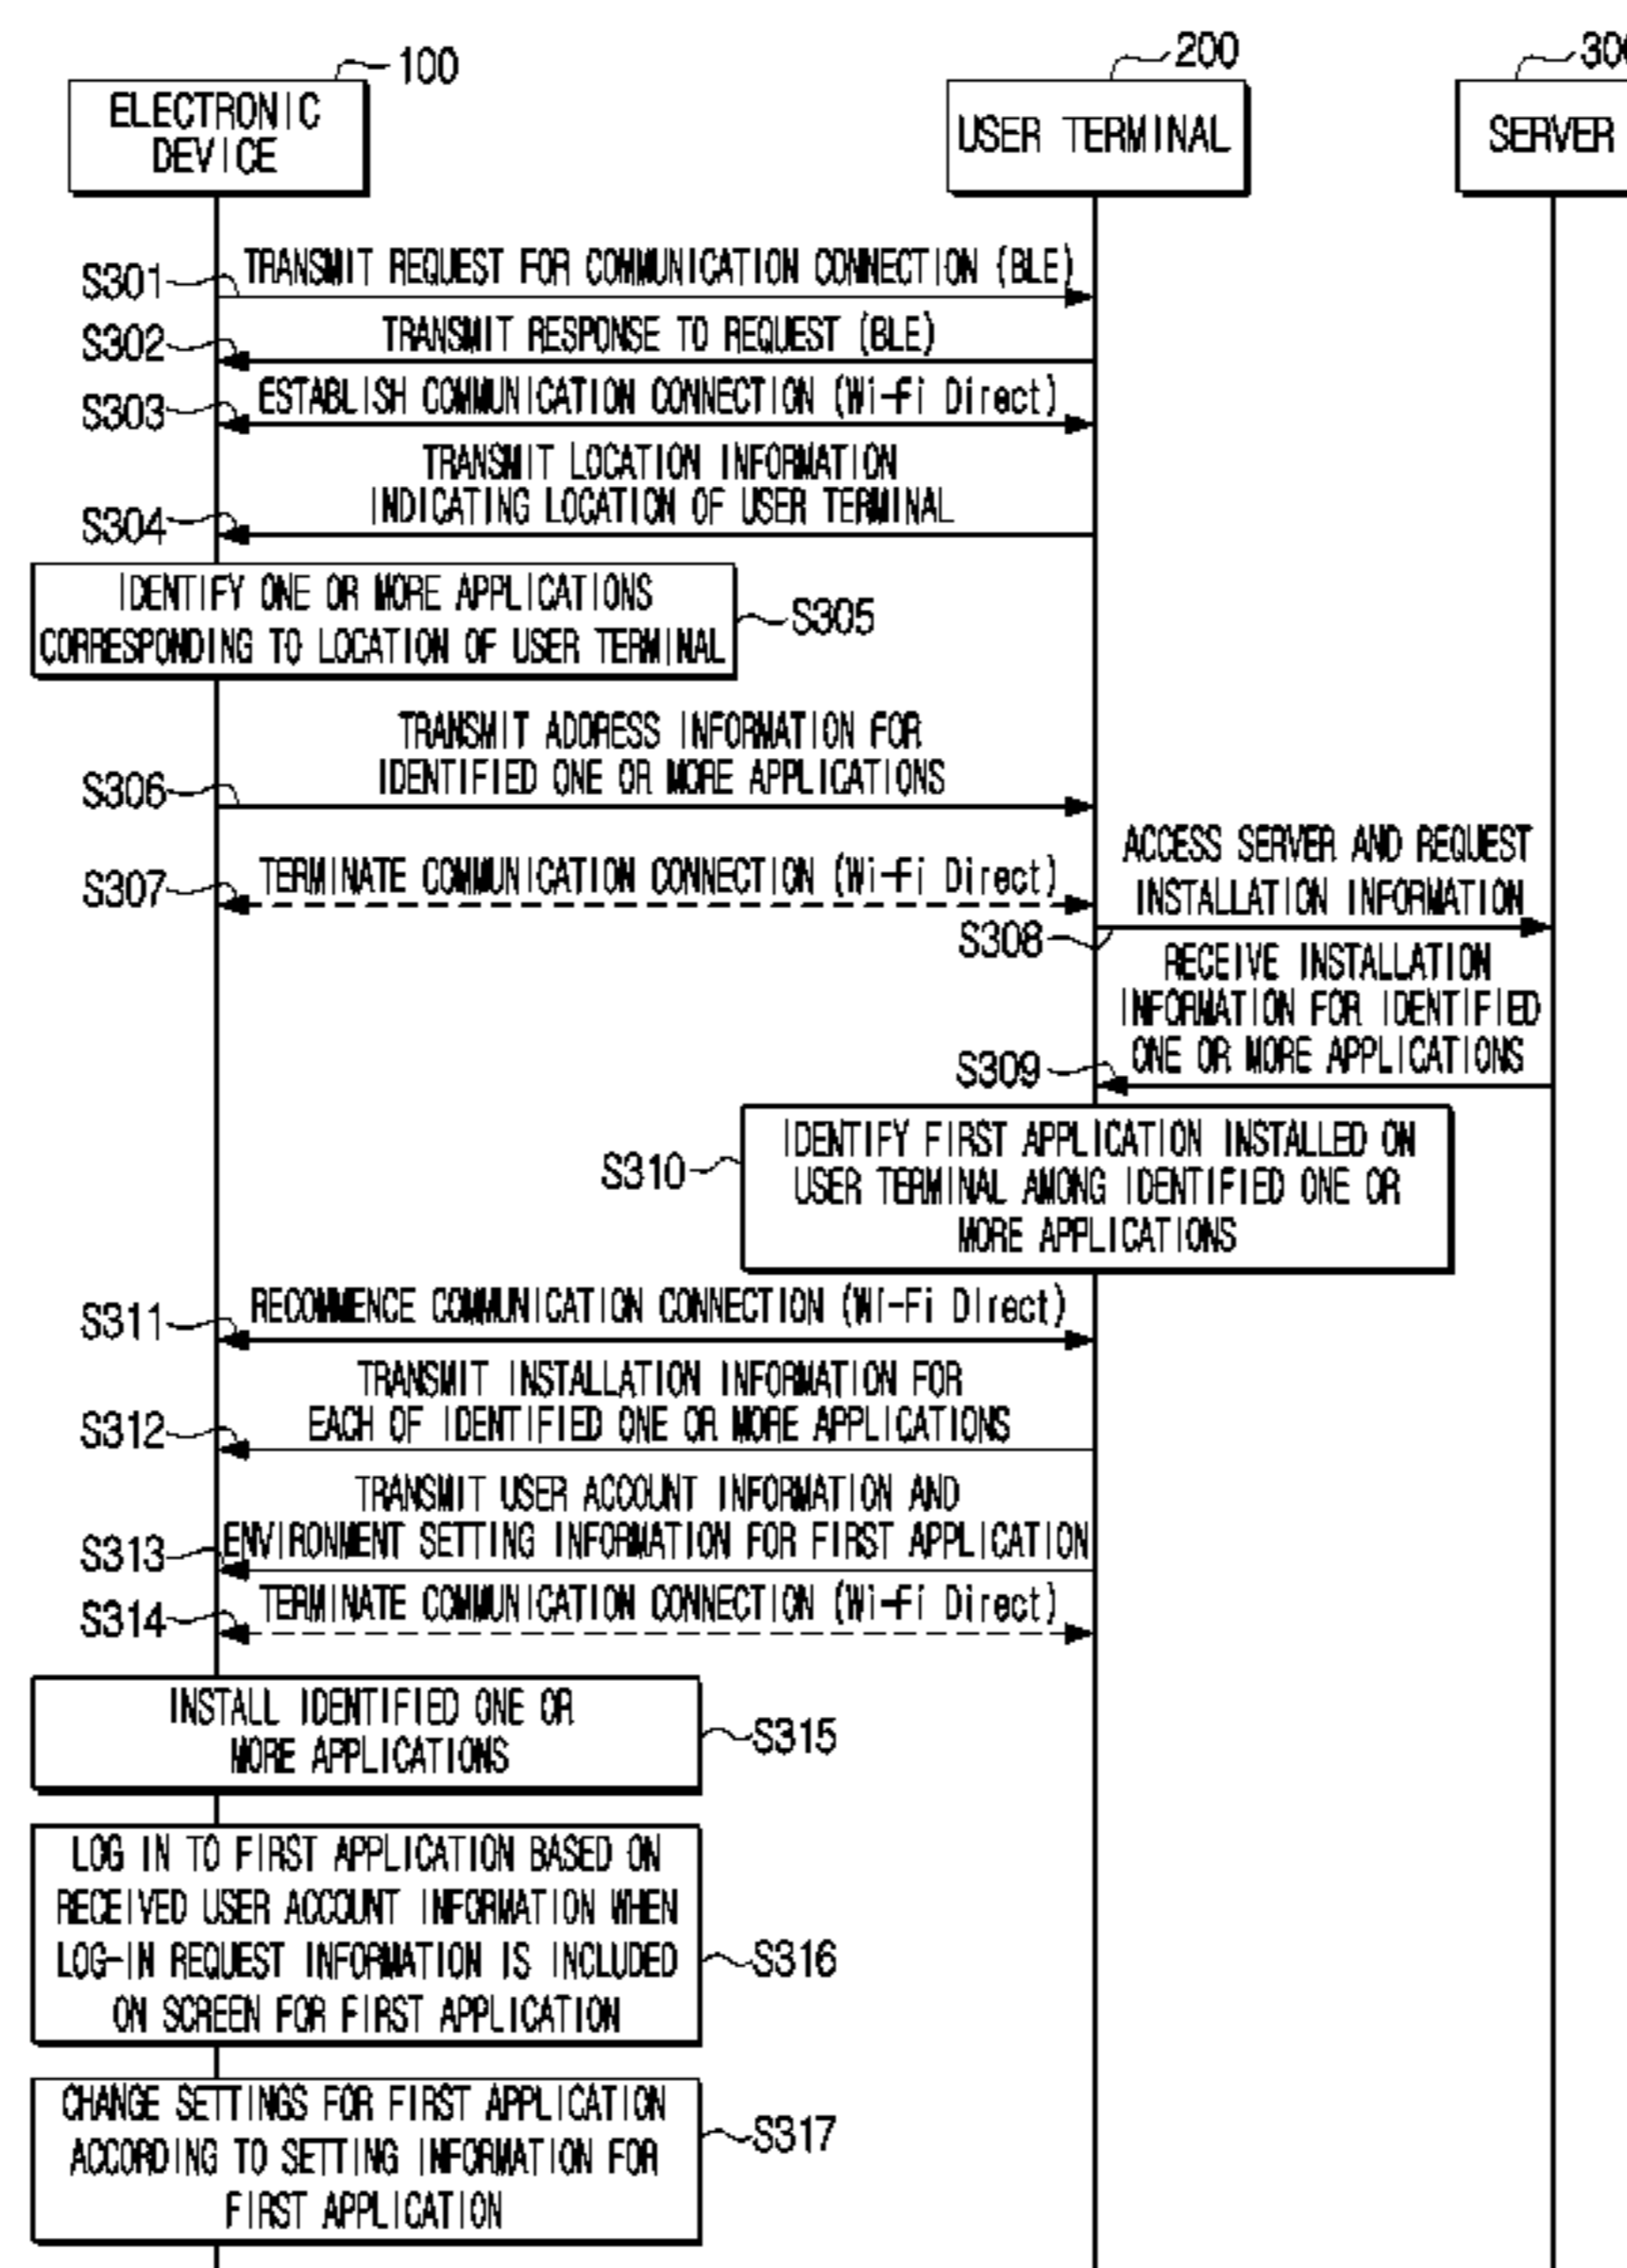 100
200
300
ELECTRONIC
DEVICE
USER TERMINAL
SERVER
S301
TRANSMIT REQUEST FOR COMMUNICATION CONNECTION (BLE)
S302
TRANSMIT RESPONSE TO REQUEST (BLE)
S303
ESTABLISH COMMUNICATION CONNECTION (Wi-Fi Direct)
TRANSMIT LOCATION INFORMATION
INDICATING LOCATION OF USER TERMINAL
S304
IDENTIFY ONE OR MORE APPLICATIONS
CORRESPONDING TO LOCATION OF USER TERMINAL
S305
TRANSMIT ADDRESS INFORMATION FOR
IDENTIFIED ONE OR MORE APPLICATIONS
S306
TERMINATE COMMUNICATION CONNECTION (Wi-Fi Direct)
S307
ACCESS SERVER AND REQUEST
INSTALLATION INFORMATION
S308
RECEIVE INSTALLATION
INFORMATION FOR IDENTIFIED
ONE OR MORE APPLICATIONS
S309
IDENTIFY FIRST APPLICATION INSTALLED ON
USER TERMINAL AMONG IDENTIFIED ONE OR
MORE APPLICATIONS
S310
RECOMMENCE COMMUNICATION CONNECTION (Wi-Fi Direct)
S311
TRANSMIT INSTALLATION INFORMATION FOR
EACH OF IDENTIFIED ONE OR MORE APPLICATIONS
S312
TRANSMIT USER ACCOUNT INFORMATION AND
ENVIRONMENT SETTING INFORMATION FOR FIRST APPLICATION
S313
TERMINATE COMMUNICATION CONNECTION (Wi-Fi Direct)
S314
INSTALL IDENTIFIED ONE OR
MORE APPLICATIONS
S315
LOG IN TO FIRST APPLICATION BASED ON
RECEIVED USER ACCOUNT INFORMATION WHEN
LOG-IN REQUEST INFORMATION IS INCLUDED
ON SCREEN FOR FIRST APPLICATION
S316
CHANGE SETTINGS FOR FIRST APPLICATION
ACCORDING TO SETTING INFORMATION FOR
FIRST APPLICATION
S317